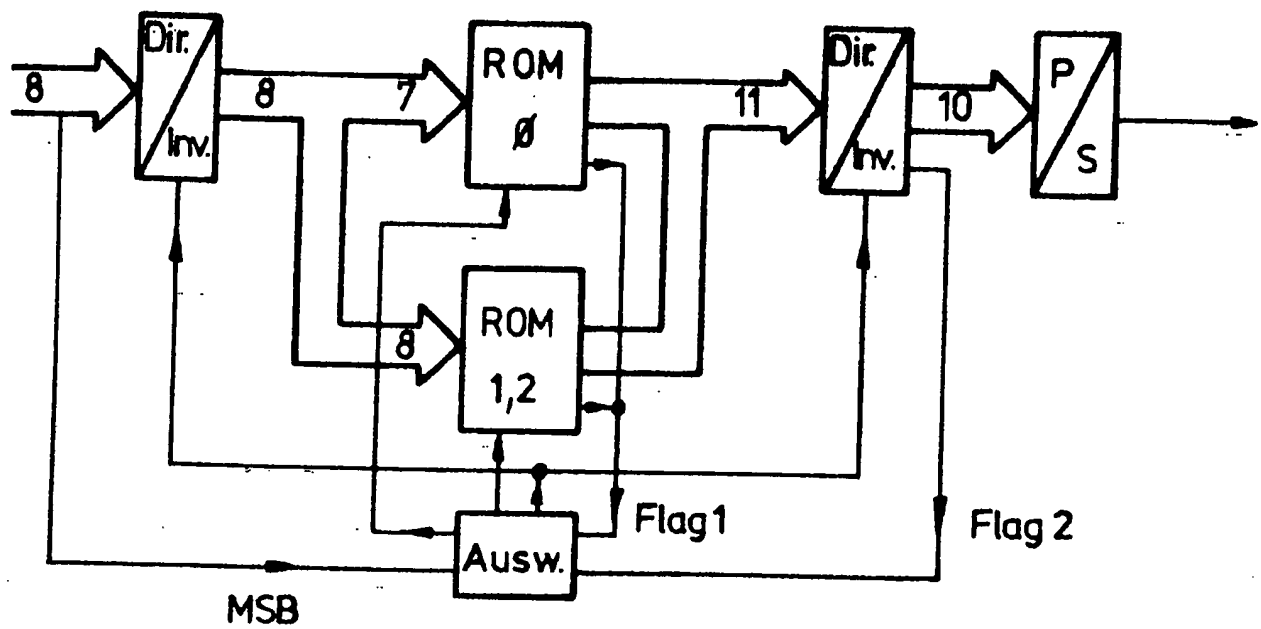 8
Dir.
Inv.
8
7
ROM
Ø
11
Dir.
Inv.
10
P
S
8
ROM
1,2
Flag 1
Flag 2
Ausw.
MSB